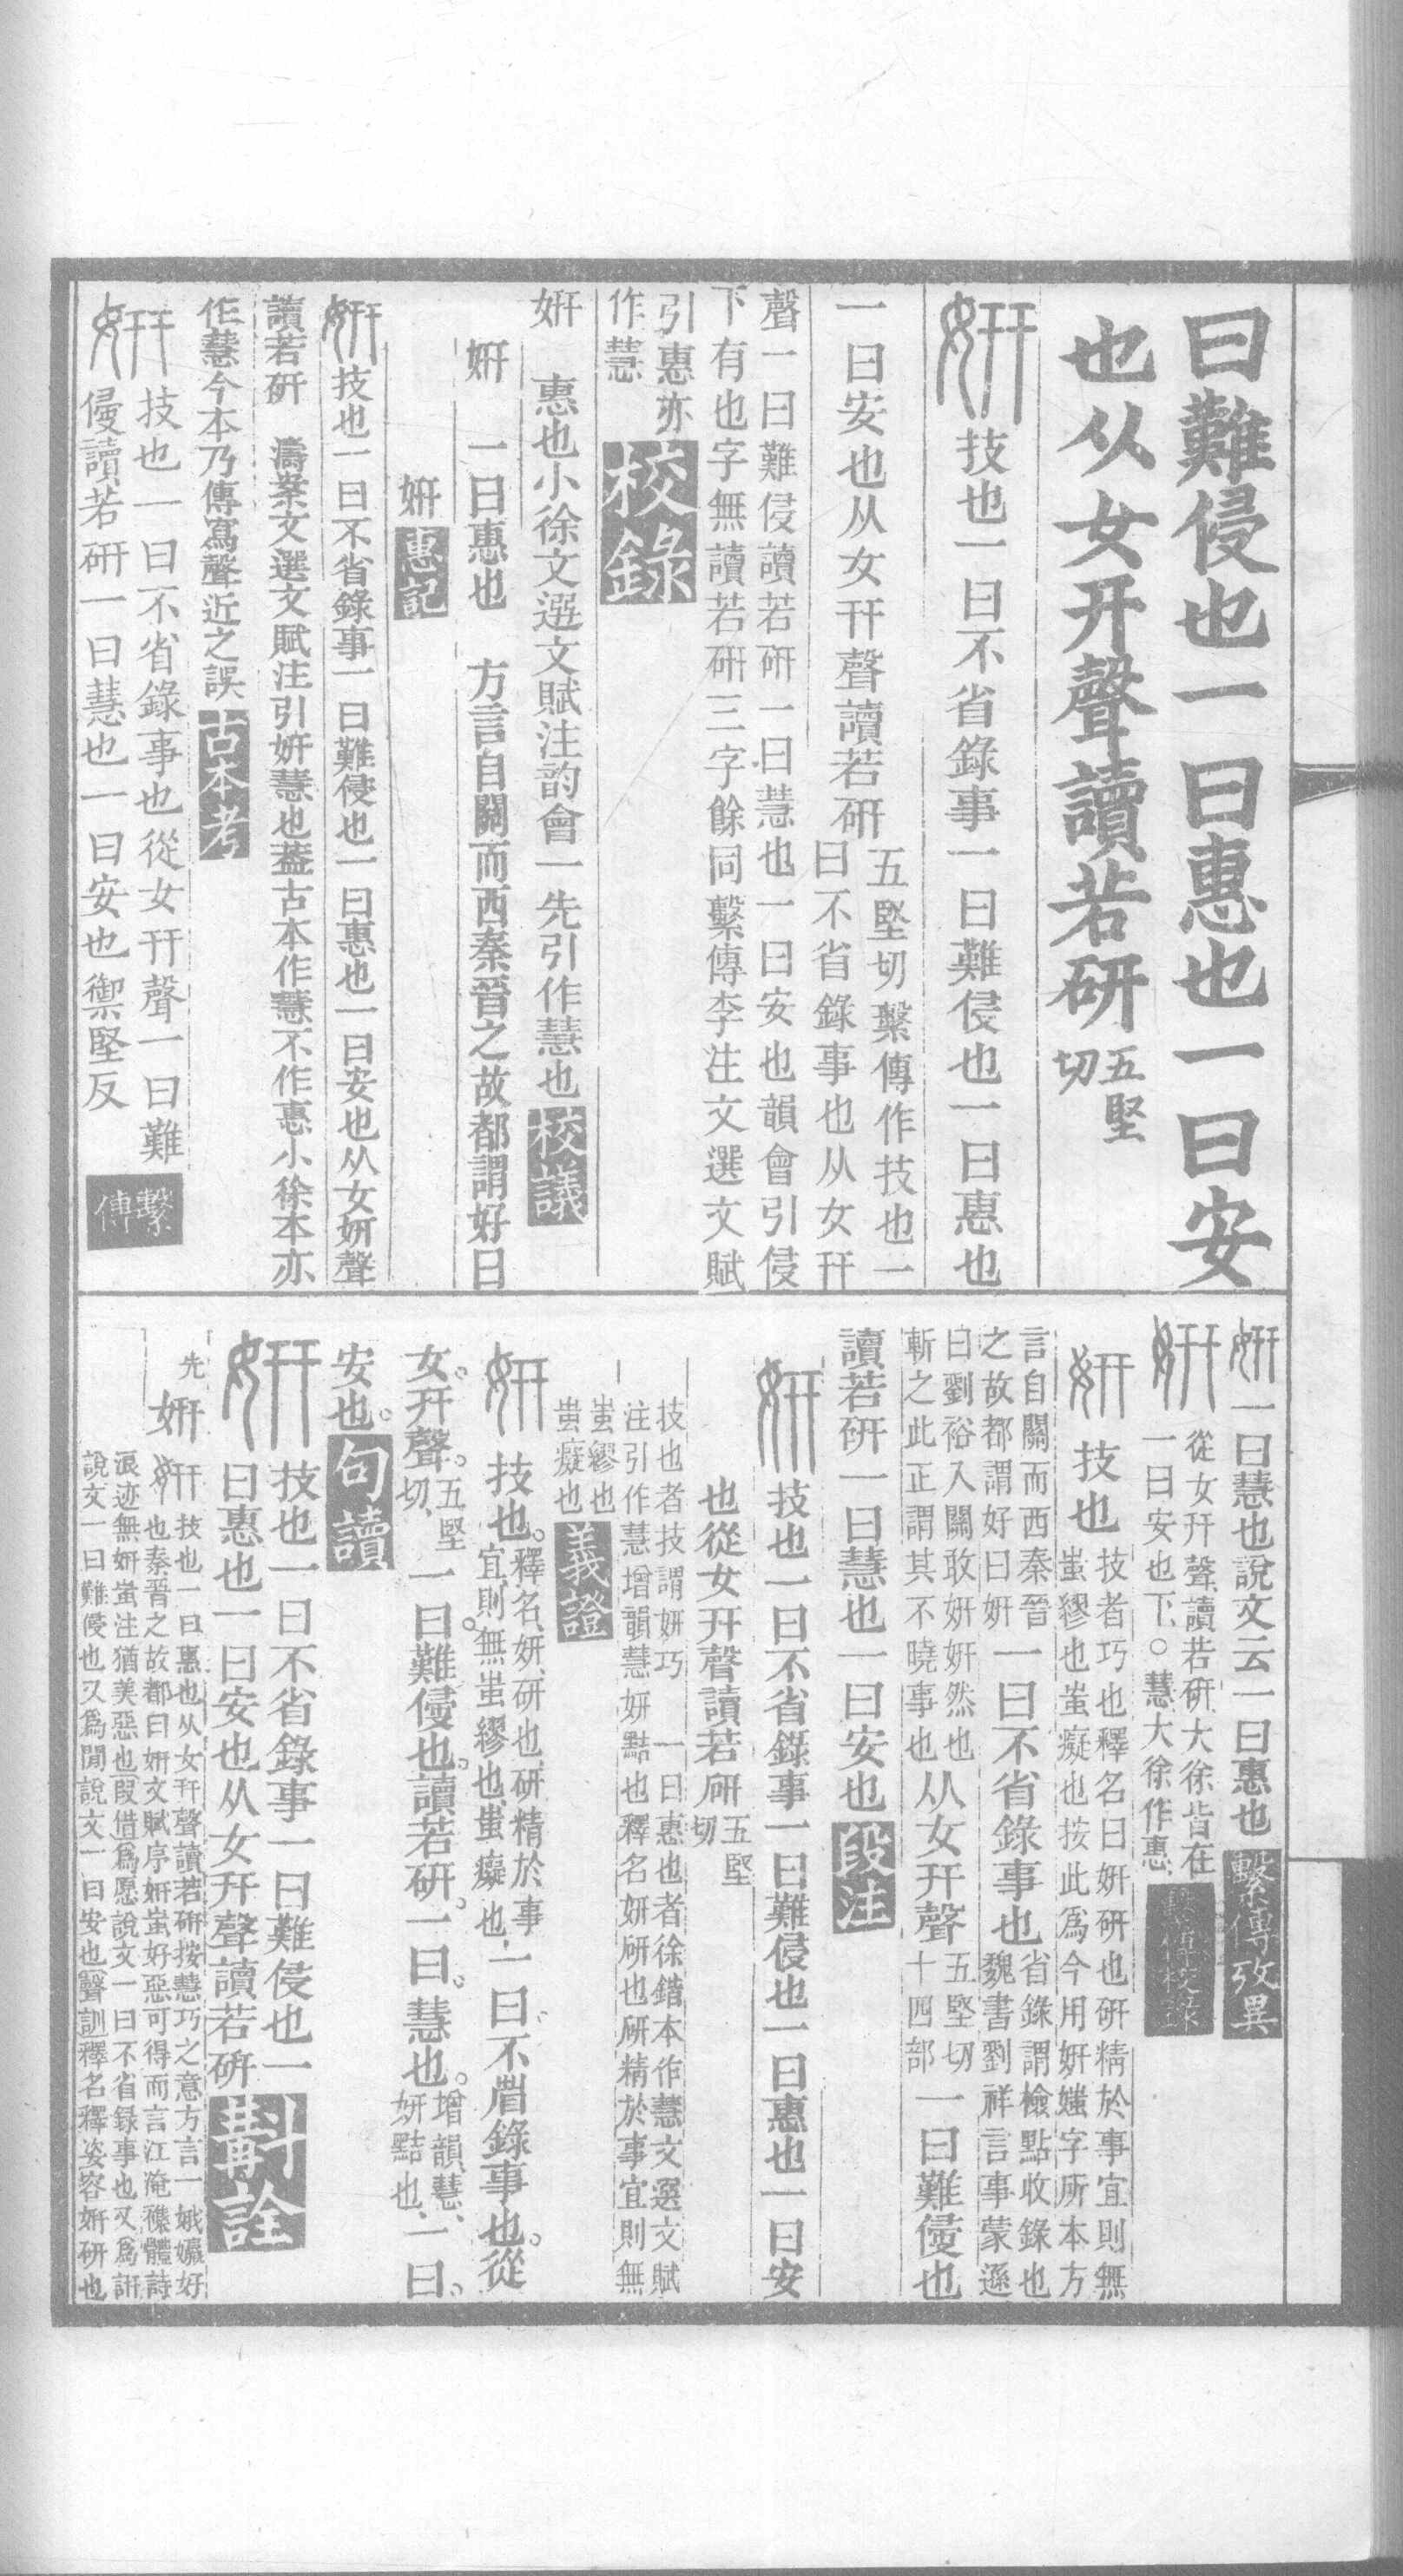 曰難侵也一曰惠也一曰安
也从女幵聲讀若研五堅切
姸技也一曰不省錄事一曰難侵也一曰惠也
一曰安也从女幵聲讀若研五堅切繫傳作技也一曰不省錄事也从女幵
聲一曰難侵讀若研一曰慧也一曰安也韻會引侵
下有也字無讀若研三字餘同繫傳李注文選文賦
引惠亦作慧校錄
姸惠也小徐文選文賦注韵會一先引作慧也校議
姸一曰惠也方言自關而西秦晉之故都謂好曰
姸惠記
姸技也一曰不省錄事一曰難侵也一曰惠也一曰安也从女姸聲
讀若研濤案文選文賦注引姸慧也蓋古本作慧不作惠小徐本亦
作慧今本乃傳寫聲近之誤古本考
姸技也一曰不省錄事也從女幵聲一曰難
侵讀若研一曰慧也一曰安也禦堅反繫傳
姸一曰慧也說文云一曰惠也繫傳攷異
姸從女幵聲讀若研大徐皆在
一曰安也下○慧大徐作惠繫傳校錄
姸技也技者巧也釋名曰姸研也研精於事宜則無
蚩繆也蚩癡也按此爲今用姸媸字所本方
言自關而西秦晉之故都謂好曰姸一曰不省錄事也省錄謂檢點收錄也魏書劉祥言事蒙遜
曰劉裕入關敢姸姸然也斬之此正謂其不曉事也从女幵聲五堅切十四部一曰難侵也
讀若研一曰慧也一曰安也段注
姸技也一曰不省錄事一曰難侵也一曰惠也一曰安
也從女幵聲讀若研五堅切
技也者技謂姸巧一曰惠也者徐鍇本作慧文選文賦
注引作慧增韻慧姸黠也釋名姸研也研精於事宜則無
蚩繆也蚩癡也義證
姸技也。釋名、姸、研也、研精於事宜、則無蚩繆也、蚩、癡也、一曰不省錄事也。從
女。幵聲。五堅切、一曰難侵也。讀若研。一曰慧也。增韻、慧、姸黠也、一曰
安也。句讀
姸技也一曰不省錄事一曰難侵也一
曰惠也一曰安也从女幵聲讀若研斠詮
先姸技也一曰惠也从女幵聲讀若研按慧巧之意方言一娥㜲好
也秦晉之故都曰姸文賦序姸蚩好惡可得而言江淹襍體詩
浪迹無姸蚩注猶美惡也叚借爲愿說文一曰不省録事也又爲訮
說文一曰難侵也又爲閒說文一曰安也聲訓釋名釋姿容姸研也